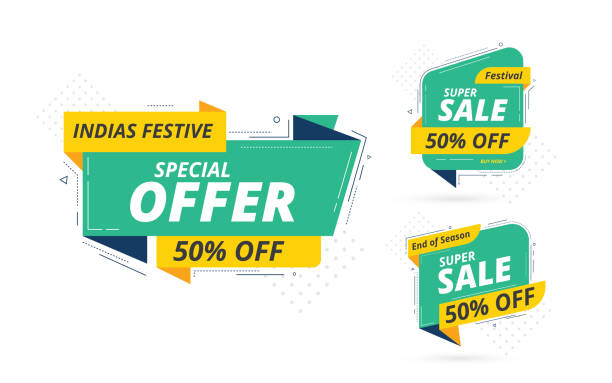 INDIAS FESTIVE
SPECIAL
OFFER
50% OFF
Festival
SUPER
SALE
50% OFF
BUY NOW >
End of Season
SUPER
SALE
50% OFF